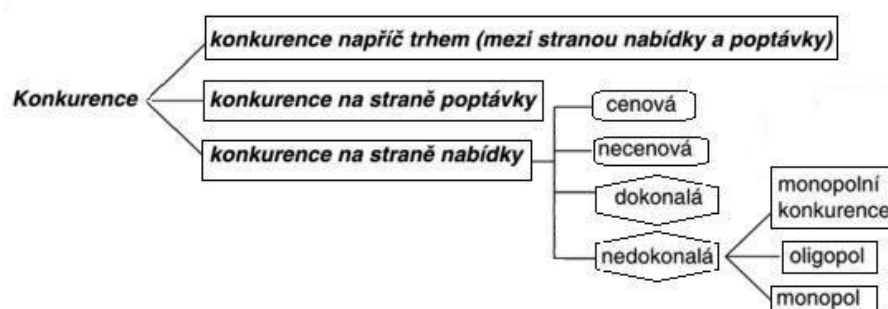 konkurence napříč trhem (mezi stranou nabídky a poptávky)
Konkurence
konkurence na straně poptávky
konkurence na straně nabídky
cenová
necenová
dokonalá
nedokonalá
monopolní
konkurence
oligopol
monopol